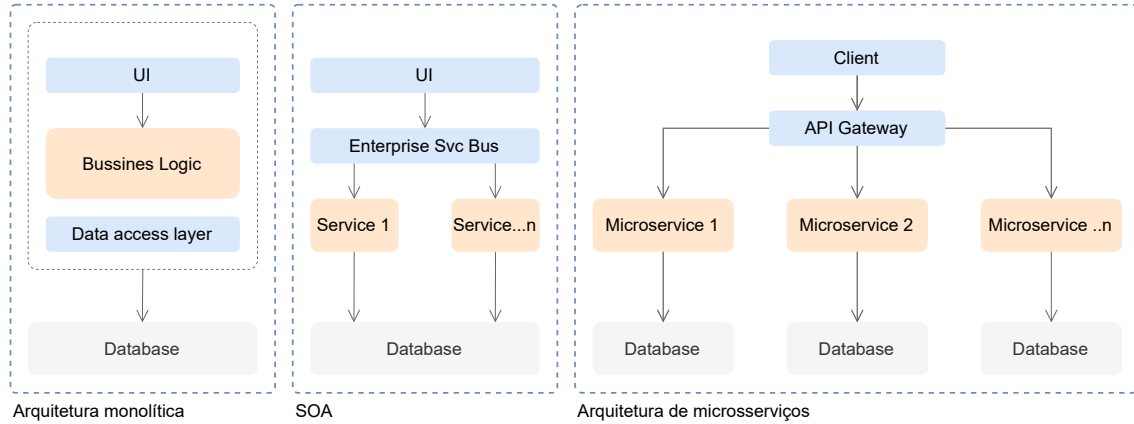 UI
Bussines Logic
Data access layer
Database
Arquitetura monolítica
UI
Enterprise Svc Bus
Service 1
Service...n
Database
SOA
Client
API Gateway
Microservice 1
Microservice 2
Microservice ..n
Database
Database
Database
Arquitetura de microsserviços